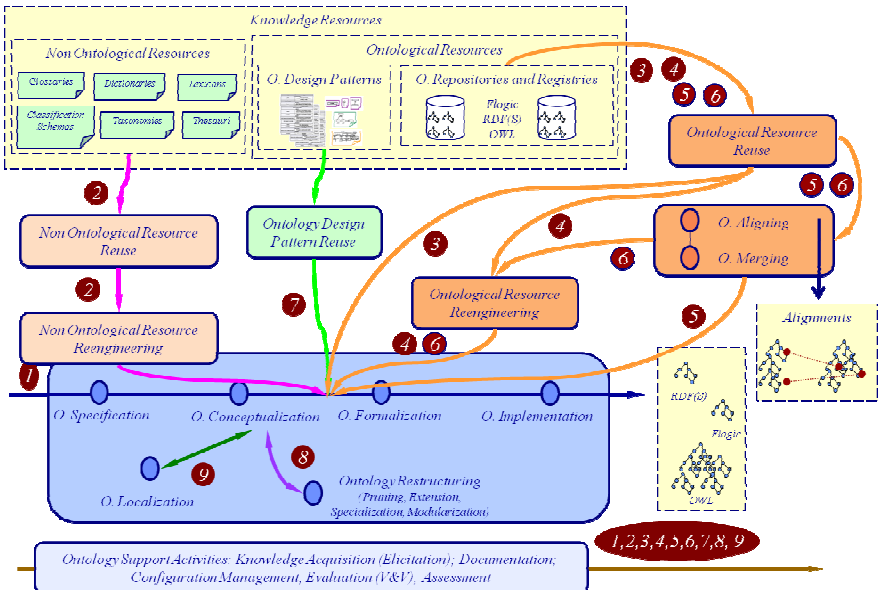 Knowledge Resources
Non Ontological Resources
Glossaries
Dictionaries
Lexicons
Classification
Schemas
Taxonomies
Thesauri
Ontological Resources
O. Design Patterns
O. Repositories and Registries
Flogic
RDF(S)
OWL
3
4
5
6
Ontological Resource
Reuse
2
5
6
Non Ontological Resource
Reuse
Ontology Design
Pattern Reuse
3
4
6
O. Aligning
O. Merging
2
7
Ontological Resource
Reengineering
5
Alignments
Non Ontological Resource
Reengineering
4
6
1
RDF(S)
Flogic
OWL
O. Specification
O. Conceptualization
O. Formalization
O. Implementation
9
8
O. Localization
Ontology Restructuring
(Pruning, Extension,
Specialization, Modularization)
1,2,3,4,5,6,7,8, 9
Ontology Support Activities: Knowledge Acquisition (Elicitation); Documentation;
Configuration Management; Evaluation (V&V); Assessment